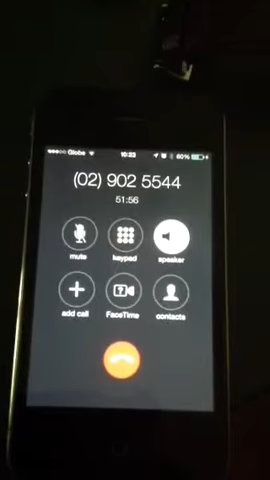 Globe 10:23 60%
(02) 902 5544
51:56
mute keypad speaker
add call FaceTime contacts